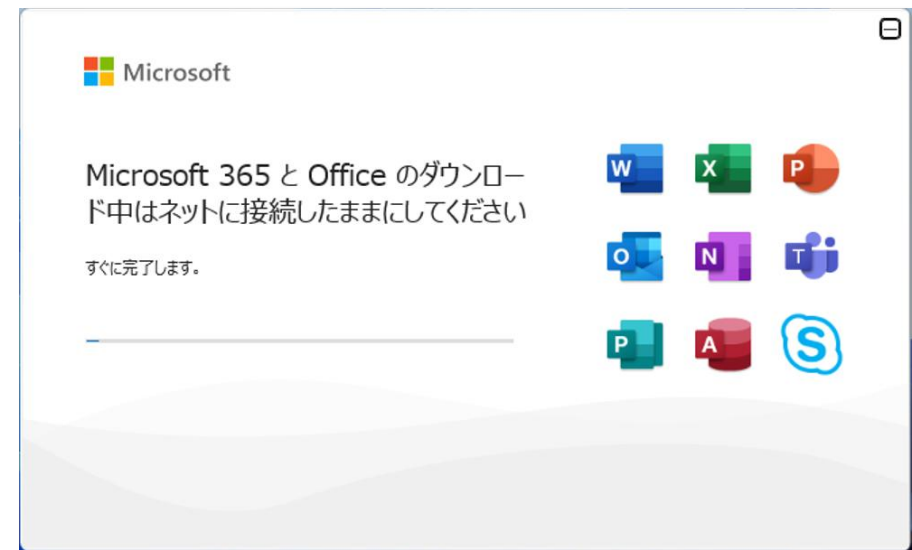 Microsoft
Microsoft 365 と Office のダウンロー
ド中はネットに接続したままにしてください
すぐに完了します。
W X P
O N T
P A S